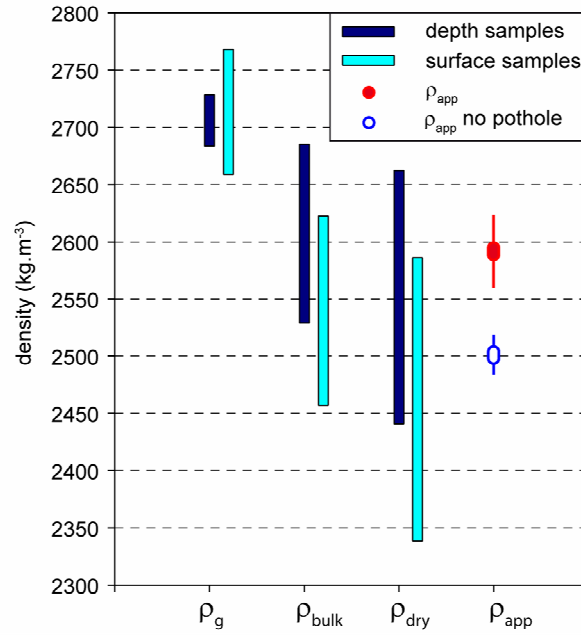 depth samples
surface samples
ρapp
ρapp no pothole
density (kg.m-3)
2800
2750
2700
2650
2600
2550
2500
2450
2400
2350
2300
ρg ρbulk ρdry ρapp